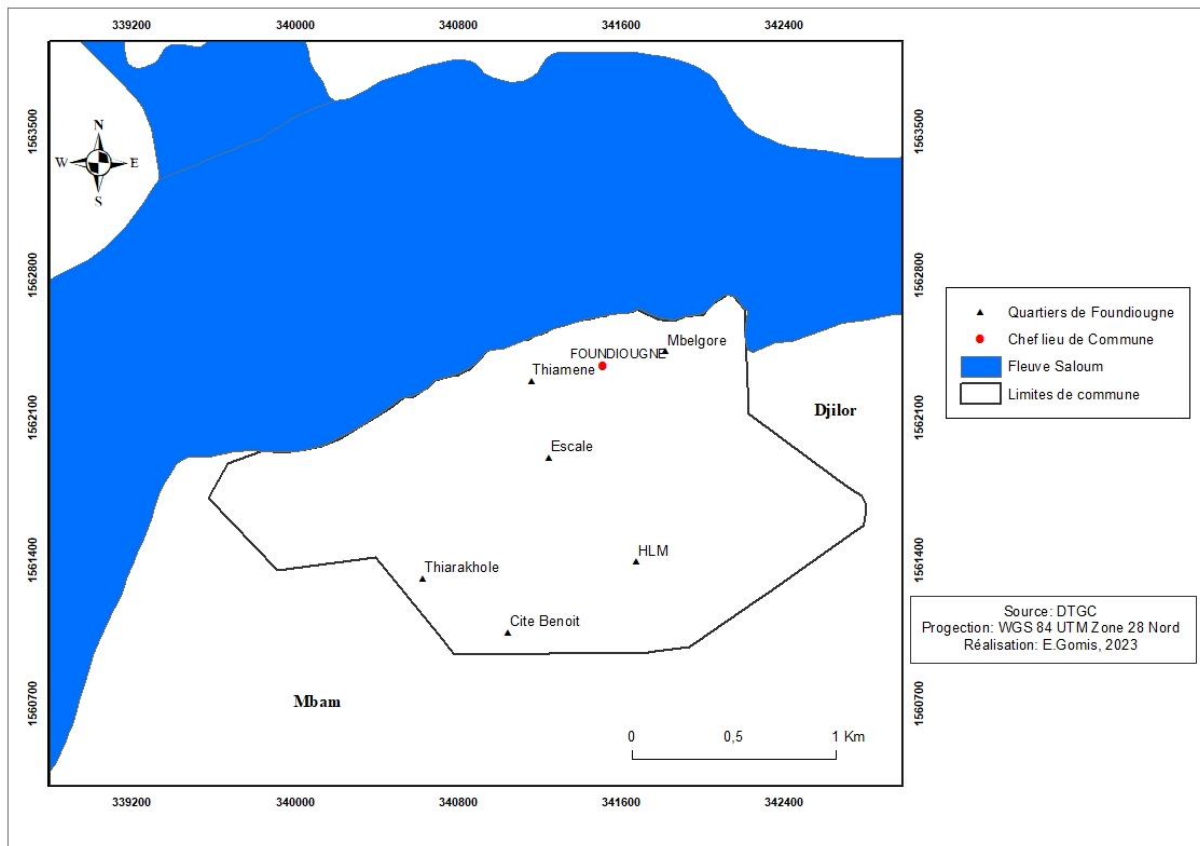 339200 340000 340800 341600 342400
1563500 1563500
N
W E
S
1562800 1562800
Quartiers de Foundiougne
Chef lieu de Commune
Fleuve Saloum
Limites de commune
Mbelgore
FOUNDIOUGNE
Thiamene
Djilor
1562100 1562100
Escale
HLM
1561400 1561400
Thiarakhole
Cite Benoit
Source: DTGC
Progection: WGS 84 UTM Zone 28 Nord
Réalisation: E.Gomis, 2023
Mbam
1560700 1560700
0 0,5 1 Km
339200 340000 340800 341600 342400